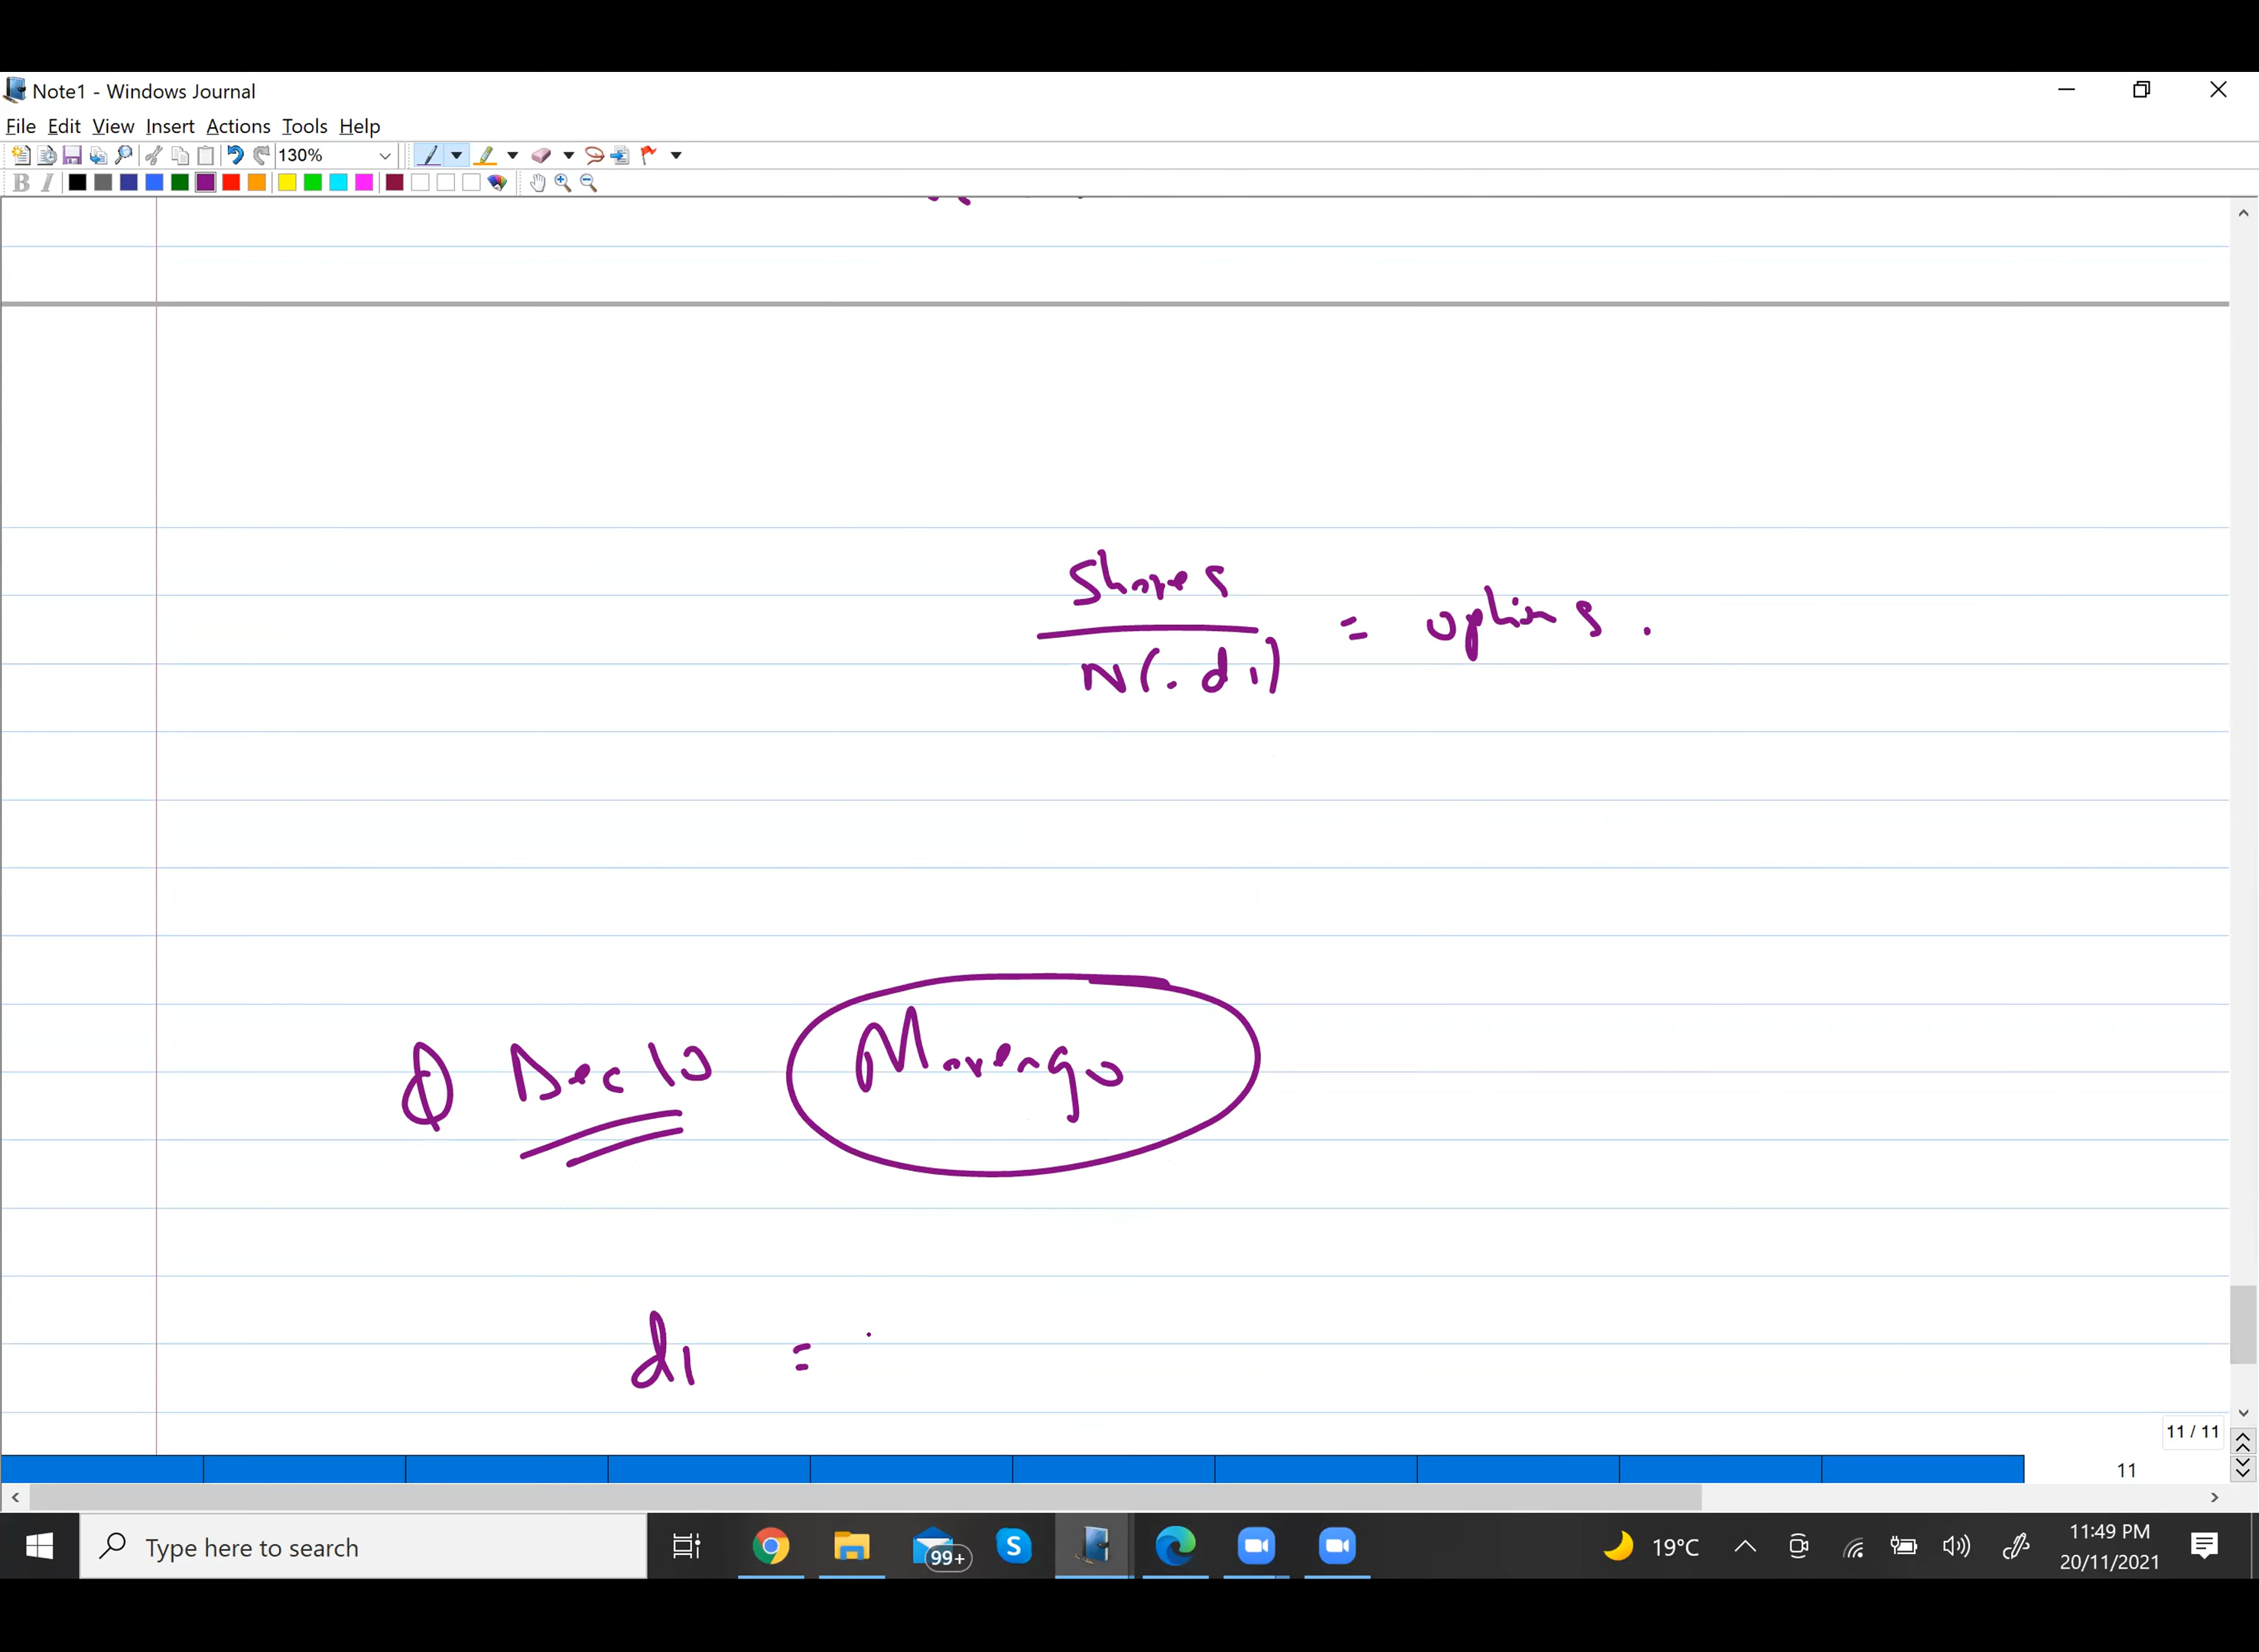 Note1 - Windows Journal
File Edit View Insert Actions Tools Help
130%
B I
Shares
N(-d1)
= options.
Q Dec 10 Marengo
d1 =
11 / 11
11
Type here to search
99+
S
19°C
11:49 PM
20/11/2021